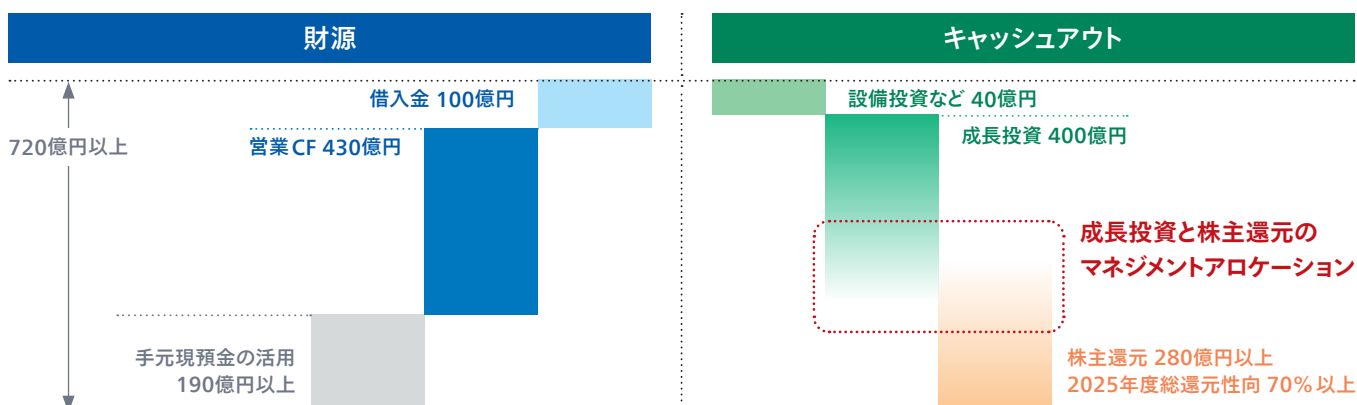 財源
キャッシュアウト
720億円以上
借入金 100億円
営業CF 430億円
手元現預金の活用
190億円以上
設備投資など 40億円
成長投資 400億円
成長投資と株主還元の
マネジメントアロケーション
株主還元 280億円以上
2025年度総還元性向 70%以上